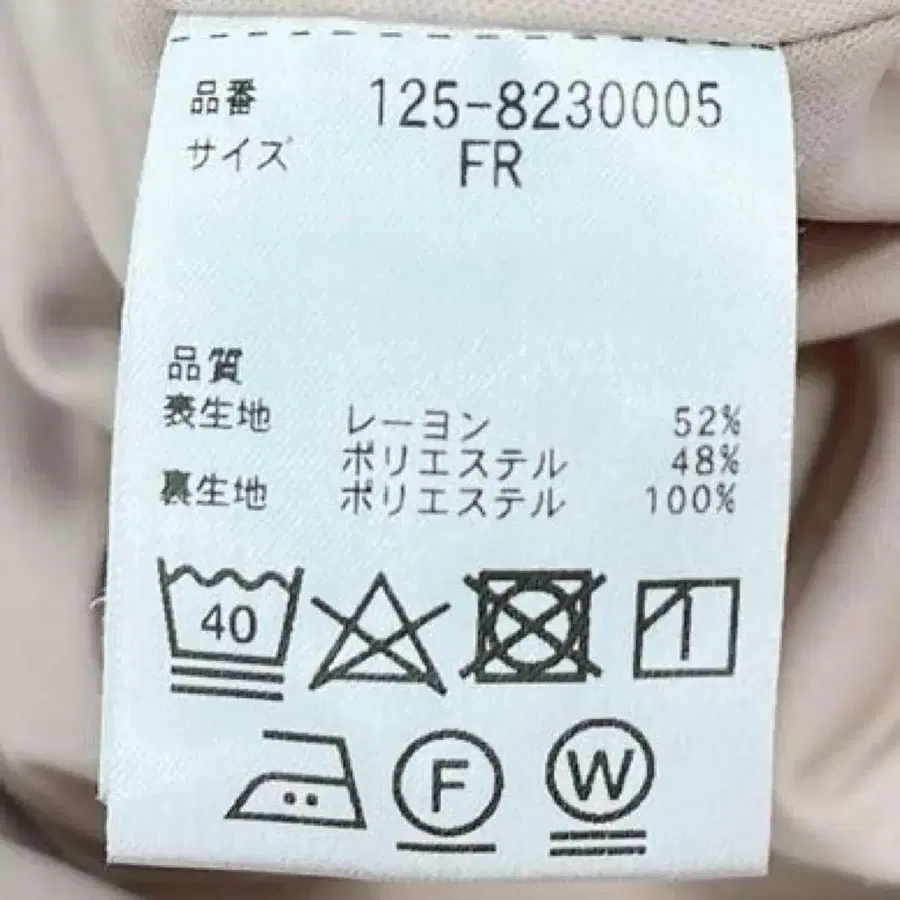 品番 125-8230005
サイズ FR
品質
表生地 レーヨン 52%
ポリエステル 48%
裏生地 ポリエステル 100%
40
F
W